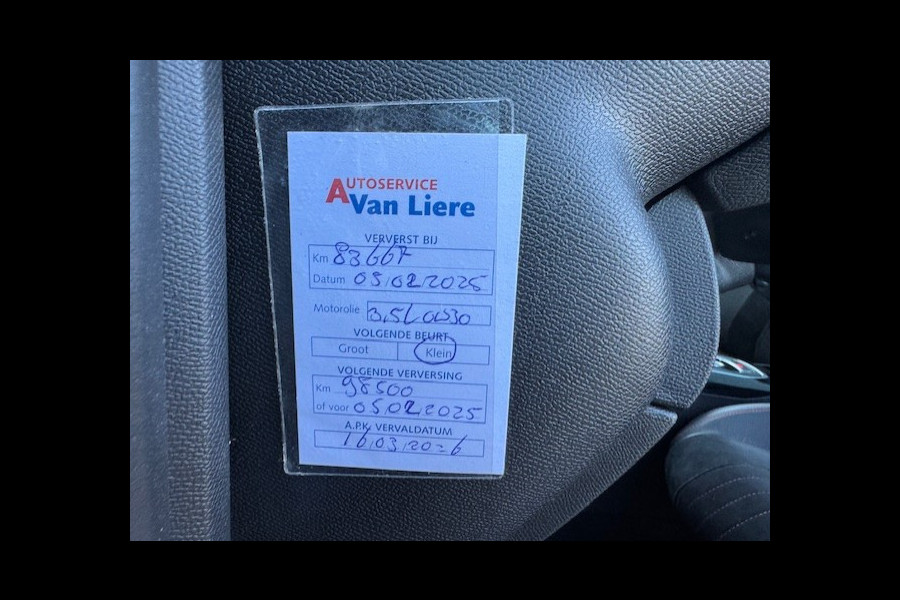 AUTOSERVICE
Van Liere
VERVERST BIJ
Km 83667
Datum 05.02.2025
Motorolie 3,5L 0W30
VOLGENDE BEURT
Groot Klein
VOLGENDE VERVERSING
Km 98500
of voor 05.02.2025
A.P.K. VERVALDATUM
16.03.2026